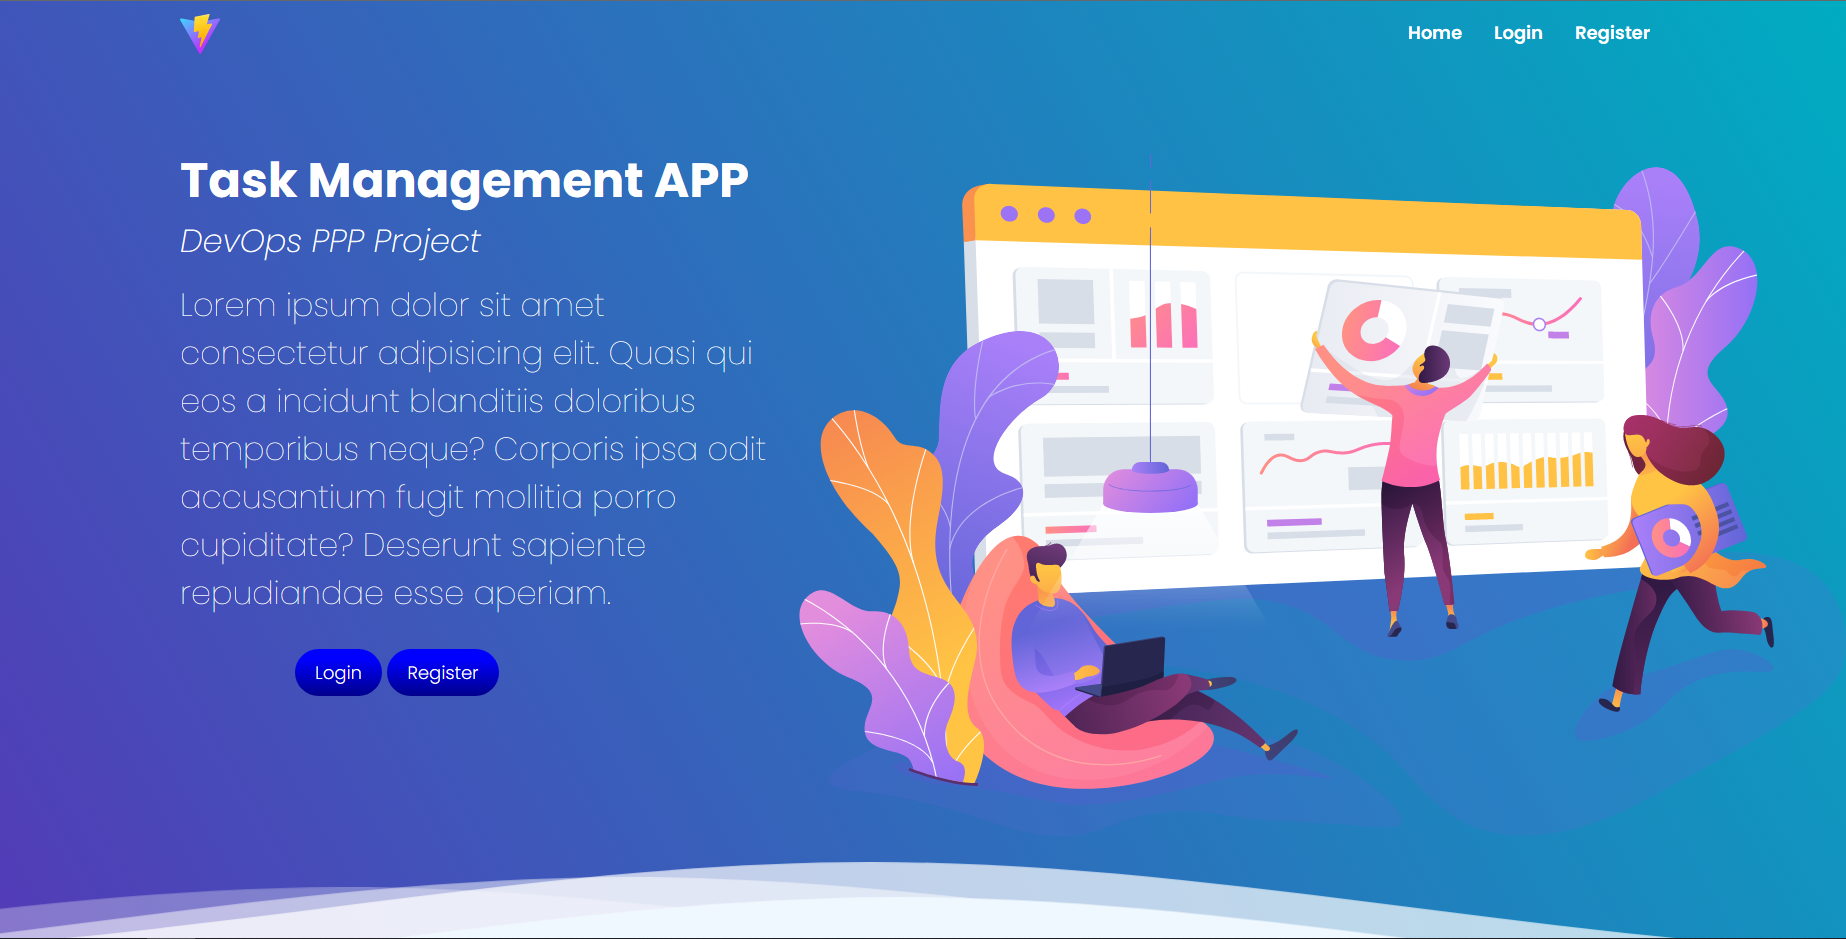 Home Login Register
Task Management APP
DevOps PPP Project
Lorem ipsum dolor sit amet
consectetur adipisicing elit. Quasi qui
eos a incidunt blanditiis doloribus
temporibus neque? Corporis ipsa odit
accusantium fugit mollitia porro
cupiditate? Deserunt sapiente
repudiandae esse aperiam.
Login Register